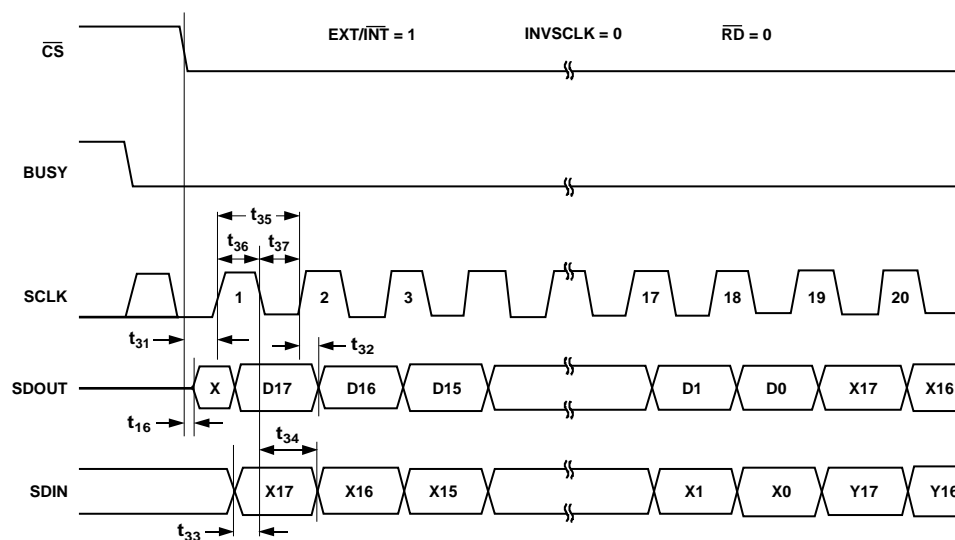 EXT/INT = 1 INVSCLK = 0 RD = 0
CS
BUSY
t35
t36 t37
SCLK 1 2 3 17 18 19 20
t31 t32
SDOUT X D17 D16 D15 D1 D0 X17 X16
t16
t34
SDIN X17 X16 X15 X1 X0 Y17 Y16
t33